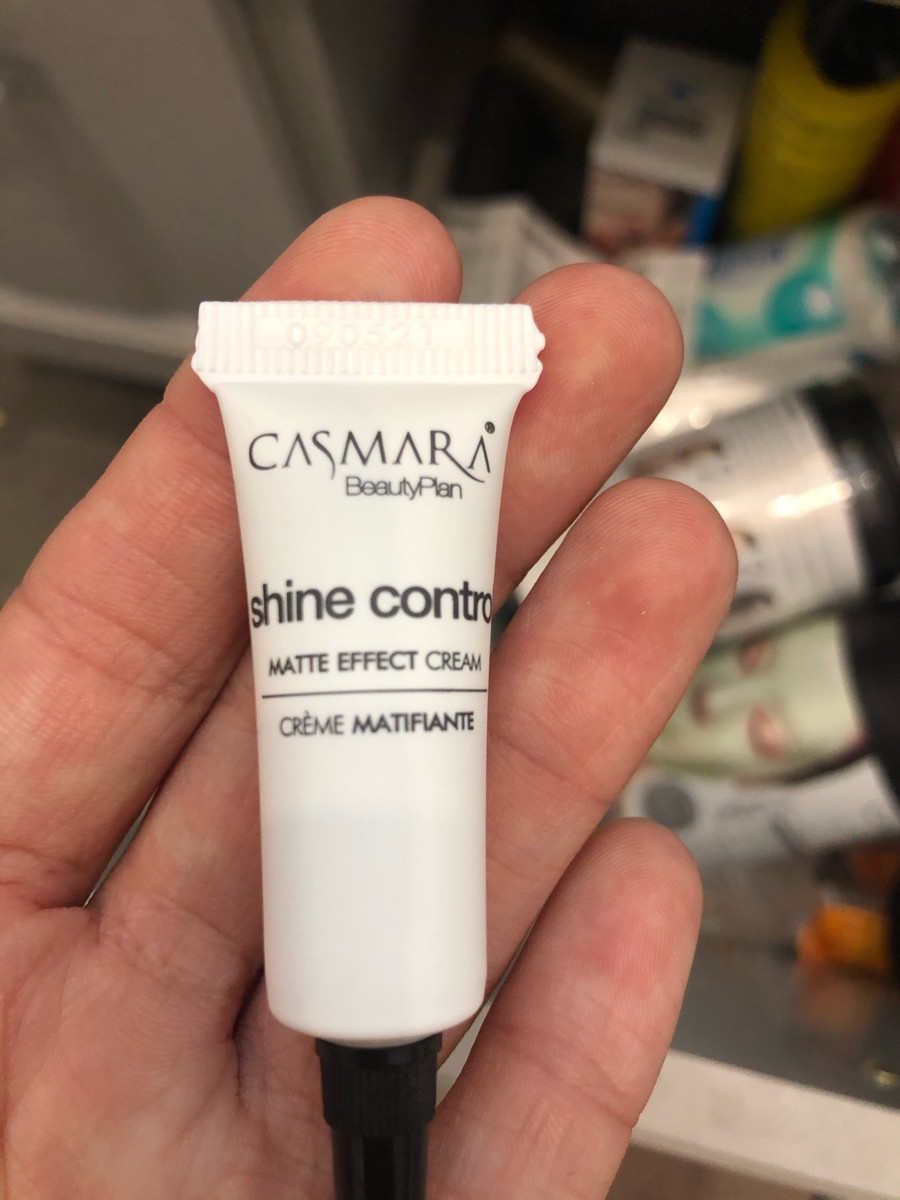 090521
CASMARA
BeautyPlan
shine contro
MATTE EFFECT CREAM
CRÈME MATIFIANTE